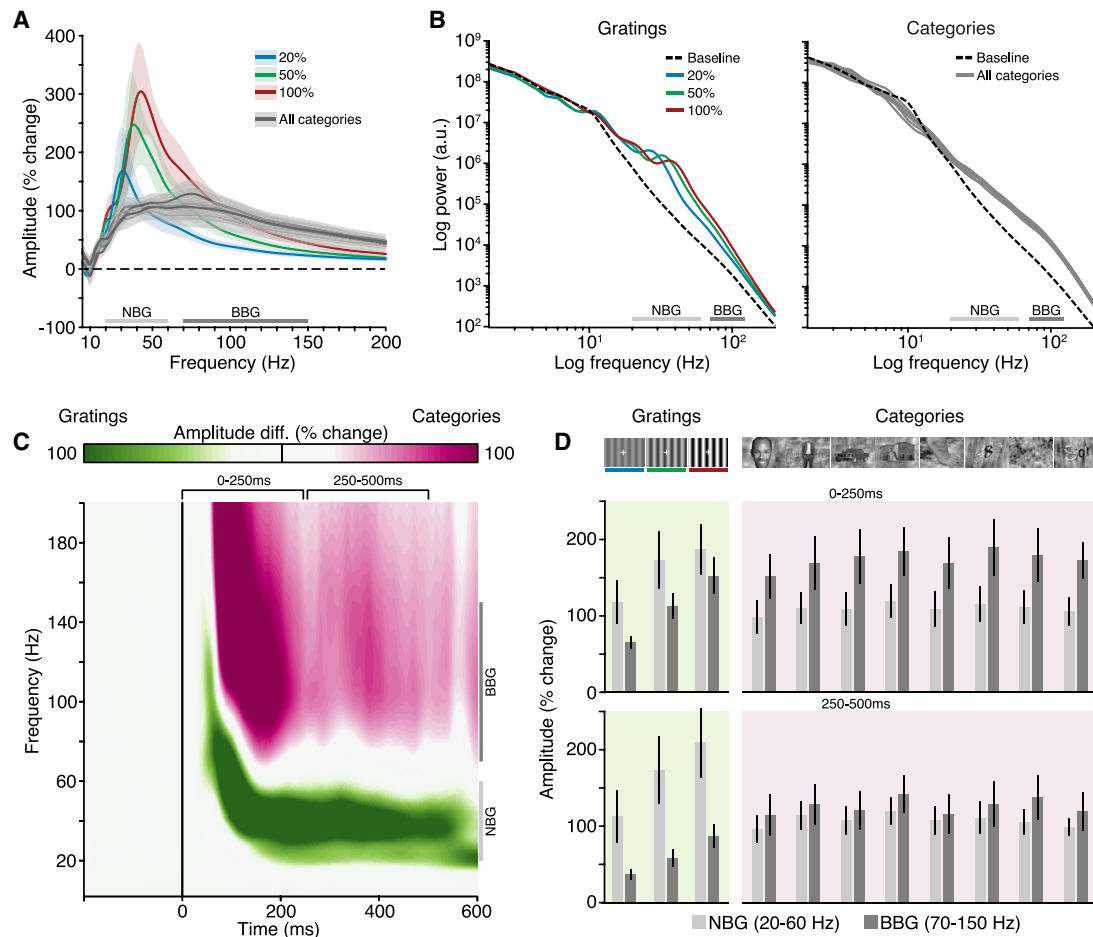 A
Amplitude (% change)
400
300
200
100
0
-100
20%
50%
100%
All categories
NBG
BBG
10
50
100
150
200
Frequency (Hz)
B
Gratings
Log power (a.u.)
10⁹
10⁸
10⁷
10⁶
10⁵
10⁴
10³
10²
Baseline
20%
50%
100%
NBG
BBG
10¹
10²
Log frequency (Hz)
Categories
Baseline
All categories
NBG
BBG
10¹
10²
Log frequency (Hz)
C
Gratings
Categories
100
Amplitude diff. (% change)
100
0-250ms
250-500ms
Frequency (Hz)
180
140
100
60
20
BBG
NBG
0
200
400
600
Time (ms)
D
Gratings
Categories
8
Sol
Amplitude (% change)
0-250ms
200
100
0
250-500ms
200
100
0
NBG (20-60 Hz)
BBG (70-150 Hz)